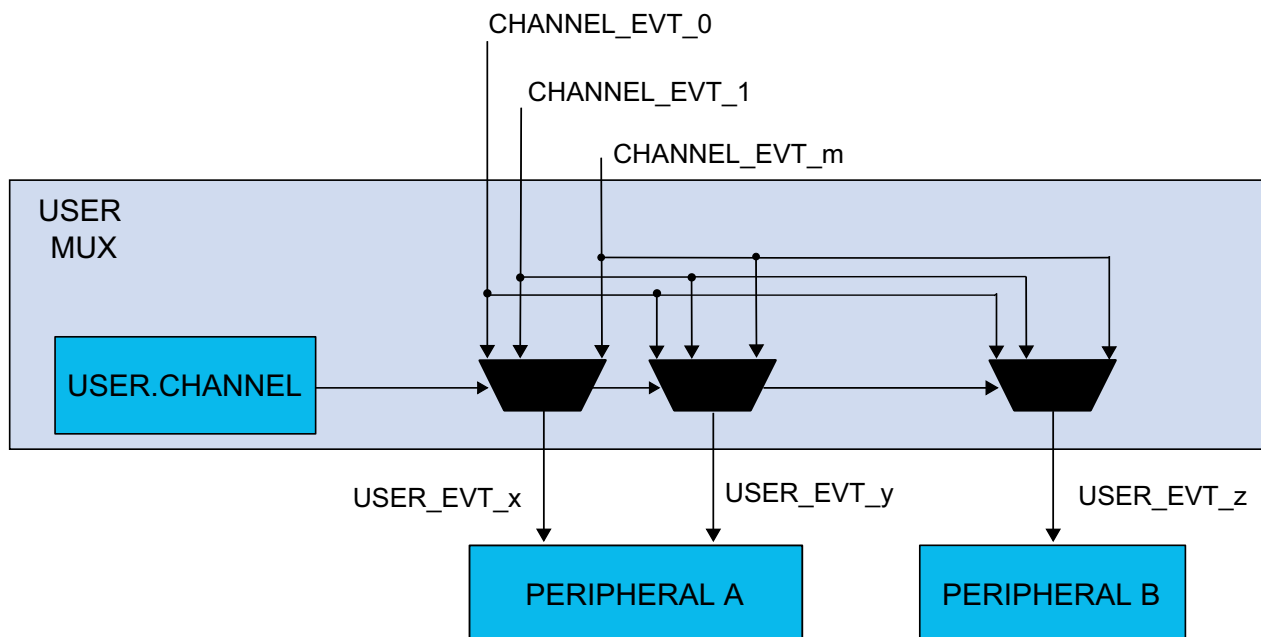 CHANNEL_EVT_0
CHANNEL_EVT_1
CHANNEL_EVT_m
USER
MUX
USER.CHANNEL
USER_EVT_x
USER_EVT_y
USER_EVT_z
PERIPHERAL A
PERIPHERAL B